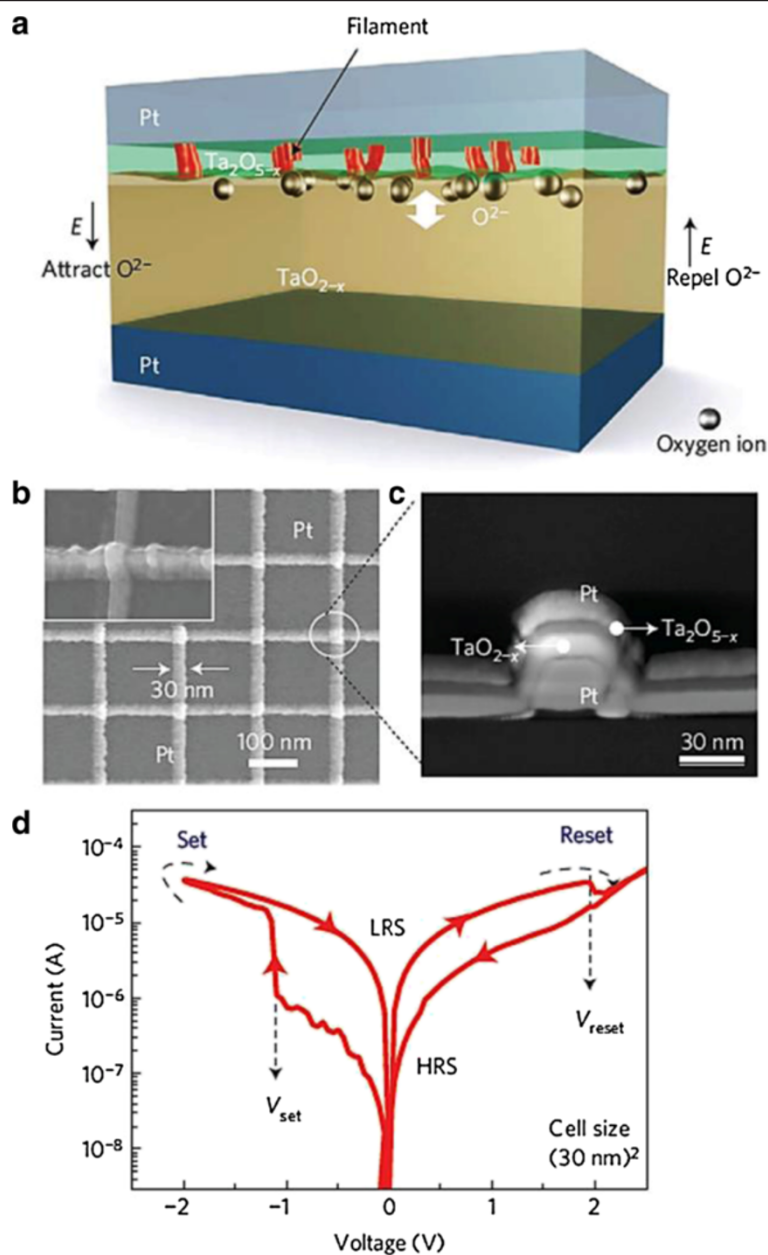 a
Filament
Pt
Ta₂O₅₋ₓ
E
Attract O²⁻
O²⁻
E
Repel O²⁻
TaO₂₋ₓ
Pt
Oxygen ion
b
Pt
30 nm
Pt
100 nm
c
Pt
Ta₂O₅₋ₓ
TaO₂₋ₓ
Pt
30 nm
d
Set
Reset
LRS
HRS
V_set
V_reset
Cell size
(30 nm)²
Current (A)
10⁻⁴
10⁻⁵
10⁻⁶
10⁻⁷
10⁻⁸
−2 −1 0 1 2
Voltage (V)